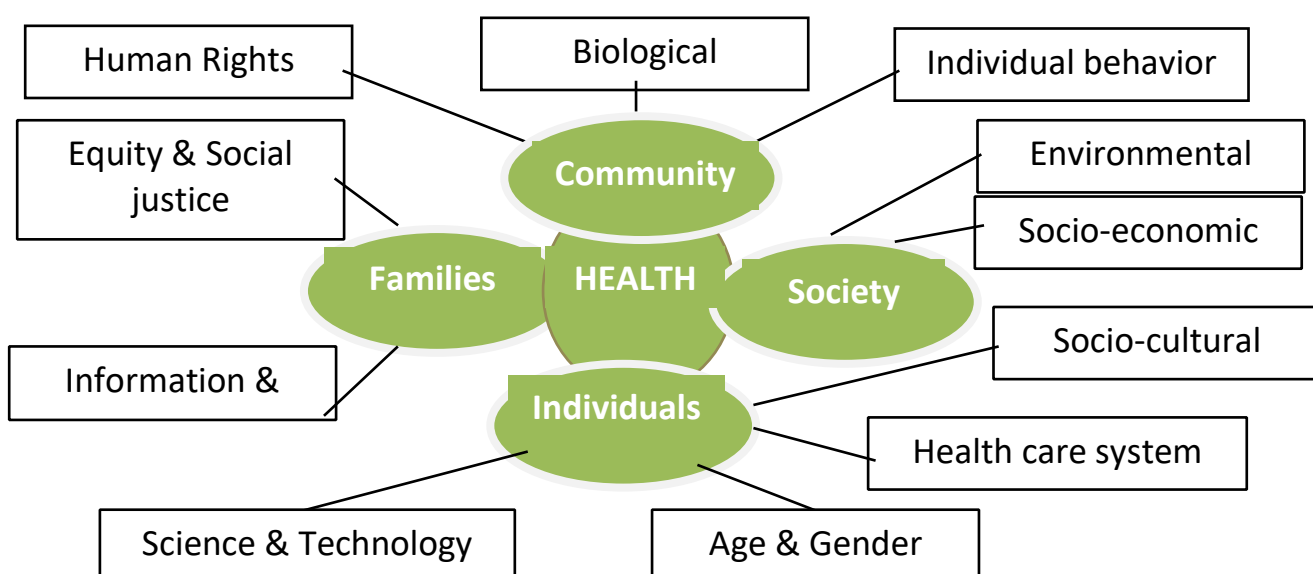 Human Rights
Biological
Individual behavior
Equity & Social
justice
Community
Environmental
Socio-economic
Families
HEALTH
Society
Information &
Individuals
Socio-cultural
Health care system
Science & Technology
Age & Gender